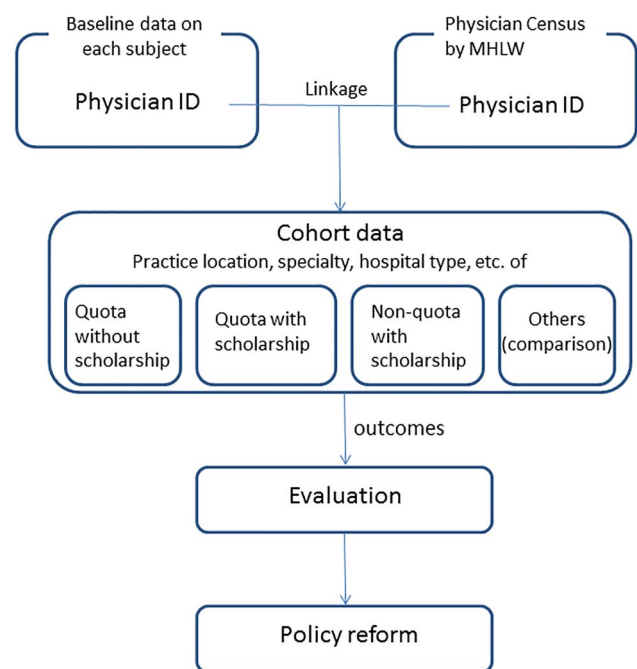 Baseline data on
each subject
Physician ID
Linkage
Physician Census
by MHLW
Physician ID
Cohort data
Practice location, specialty, hospital type, etc. of
Quota
without
scholarship
Quota with
scholarship
Non-quota
with
scholarship
Others
(comparison)
outcomes
Evaluation
Policy reform